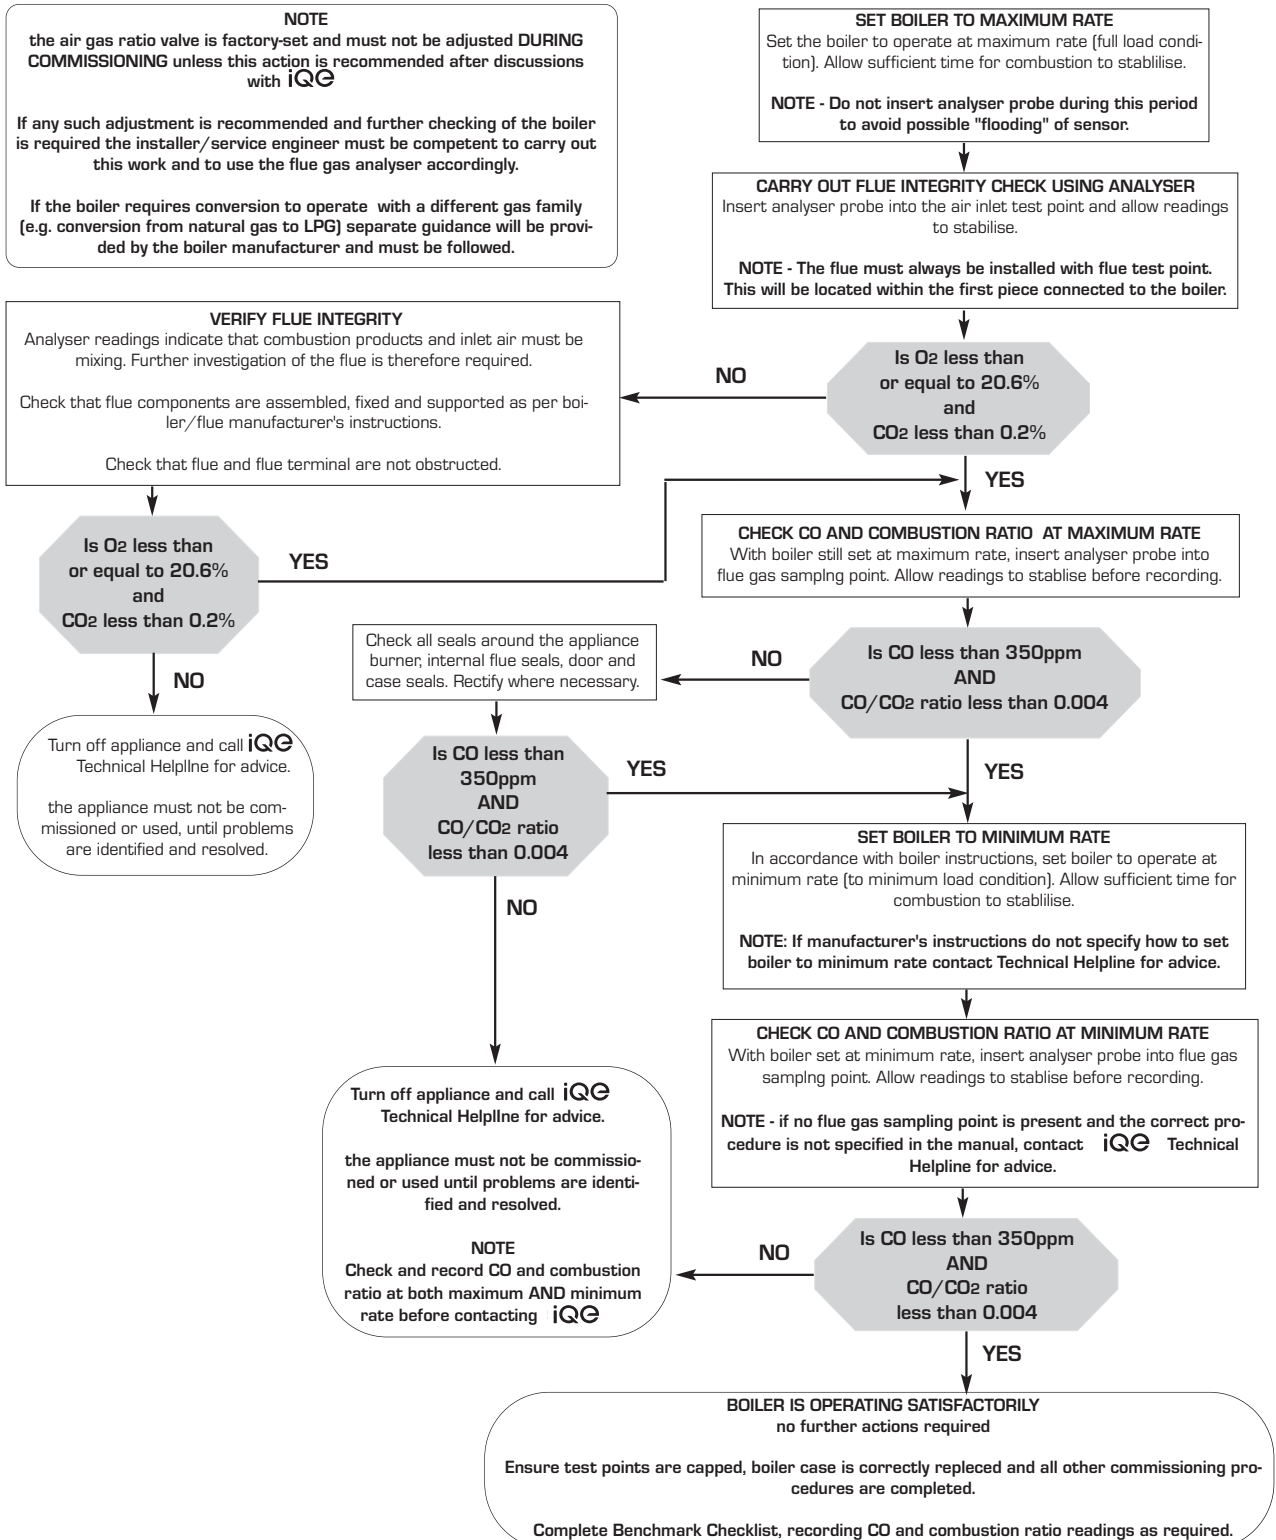 NOTE
the air gas ratio valve is factory-set and must not be adjusted DURING
COMMISSIONING unless this action is recommended after discussions
with iQe
If any such adjustment is recommended and further checking of the boiler
is required the installer/service engineer must be competent to carry out
this work and to use the flue gas analyser accordingly.
If the boiler requires conversion to operate with a different gas family
(e.g. conversion from natural gas to LPG) separate guidance will be provi-
ded by the boiler manufacturer and must be followed.
SET BOILER TO MAXIMUM RATE
Set the boiler to operate at maximum rate (full load condi-
tion). Allow sufficient time for combustion to stablilise.
NOTE - Do not insert analyser probe during this period
to avoid possible "flooding" of sensor.
CARRY OUT FLUE INTEGRITY CHECK USING ANALYSER
Insert analyser probe into the air inlet test point and allow readings
to stabilise.
NOTE - The flue must always be installed with flue test point.
This will be located within the first piece connected to the boiler.
Is O2 less than
or equal to 20.6%
and
CO2 less than 0.2%
NO
YES
VERIFY FLUE INTEGRITY
Analyser readings indicate that combustion products and inlet air must be
mixing. Further investigation of the flue is therefore required.
Check that flue components are assembled, fixed and supported as per boi-
ler/flue manufacturer's instructions.
Check that flue and flue terminal are not obstructed.
Is O2 less than
or equal to 20.6%
and
CO2 less than 0.2%
YES
NO
Turn off appliance and call iQe
Technical HelpIIne for advice.
the appliance must not be com-
missioned or used, until problems
are identified and resolved.
CHECK CO AND COMBUSTION RATIO AT MAXIMUM RATE
With boiler still set at maximum rate, insert analyser probe into
flue gas samplng point. Allow readings to stablise before recording.
Is CO less than 350ppm
AND
CO/CO2 ratio less than 0.004
NO
YES
Check all seals around the appliance
burner, internal flue seals, door and
case seals. Rectify where necessary.
Is CO less than
350ppm
AND
CO/CO2 ratio
less than 0.004
YES
NO
SET BOILER TO MINIMUM RATE
In accordance with boiler instructions, set boiler to operate at
minimum rate (to minimum load condition). Allow sufficient time for
combustion to stablilise.
NOTE: If manufacturer's instructions do not specify how to set
boiler to minimum rate contact Technical Helpline for advice.
CHECK CO AND COMBUSTION RATIO AT MINIMUM RATE
With boiler set at minimum rate, insert analyser probe into flue gas
samplng point. Allow readings to stablise before recording.
NOTE - if no flue gas sampling point is present and the correct pro-
cedure is not specified in the manual, contact iQe Technical
Helpline for advice.
Is CO less than 350ppm
AND
CO/CO2 ratio
less than 0.004
NO
YES
Turn off appliance and call iQe
Technical HelpIIne for advice.
the appliance must not be commissio-
ned or used until problems are identi-
fied and resolved.
NOTE
Check and record CO and combustion
ratio at both maximum AND minimum
rate before contacting iQe
BOILER IS OPERATING SATISFACTORILY
no further actions required
Ensure test points are capped, boiler case is correctly repleced and all other commissioning pro-
cedures are completed.
Complete Benchmark Checklist, recording CO and combustion ratio readings as required.